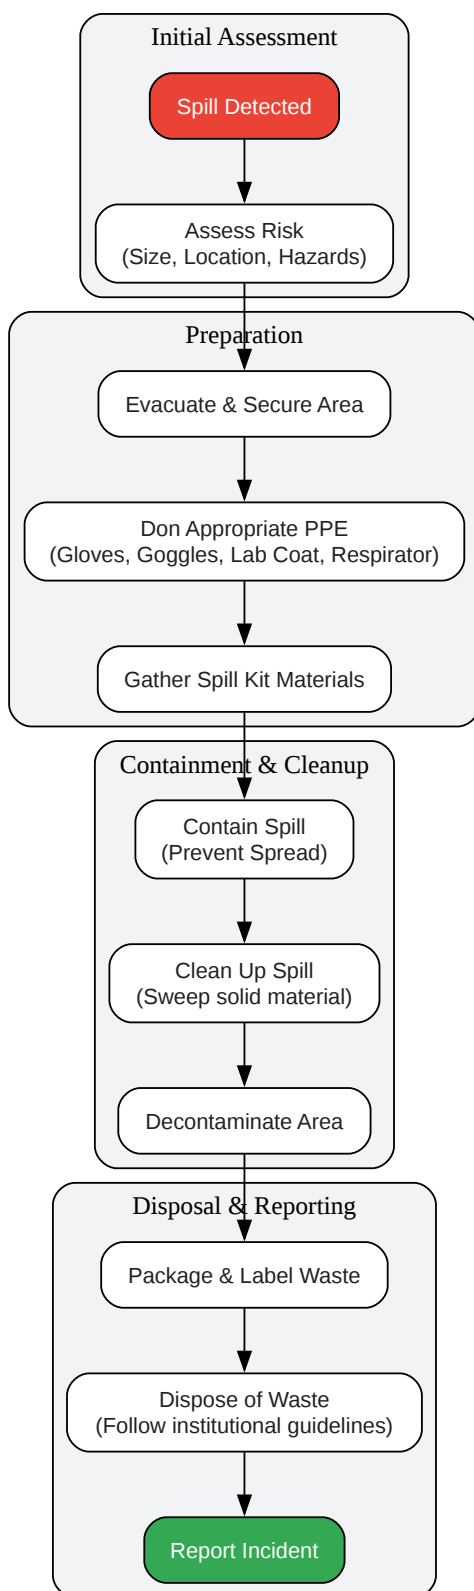 Initial Assessment
Spill Detected
Assess Risk
(Size, Location, Hazards)
Preparation
Evacuate & Secure Area
Don Appropriate PPE
(Gloves, Goggles, Lab Coat, Respirator)
Gather Spill Kit Materials
Containment & Cleanup
Contain Spill
(Prevent Spread)
Clean Up Spill
(Sweep solid material)
Decontaminate Area
Disposal & Reporting
Package & Label Waste
Dispose of Waste
(Follow institutional guidelines)
Report Incident